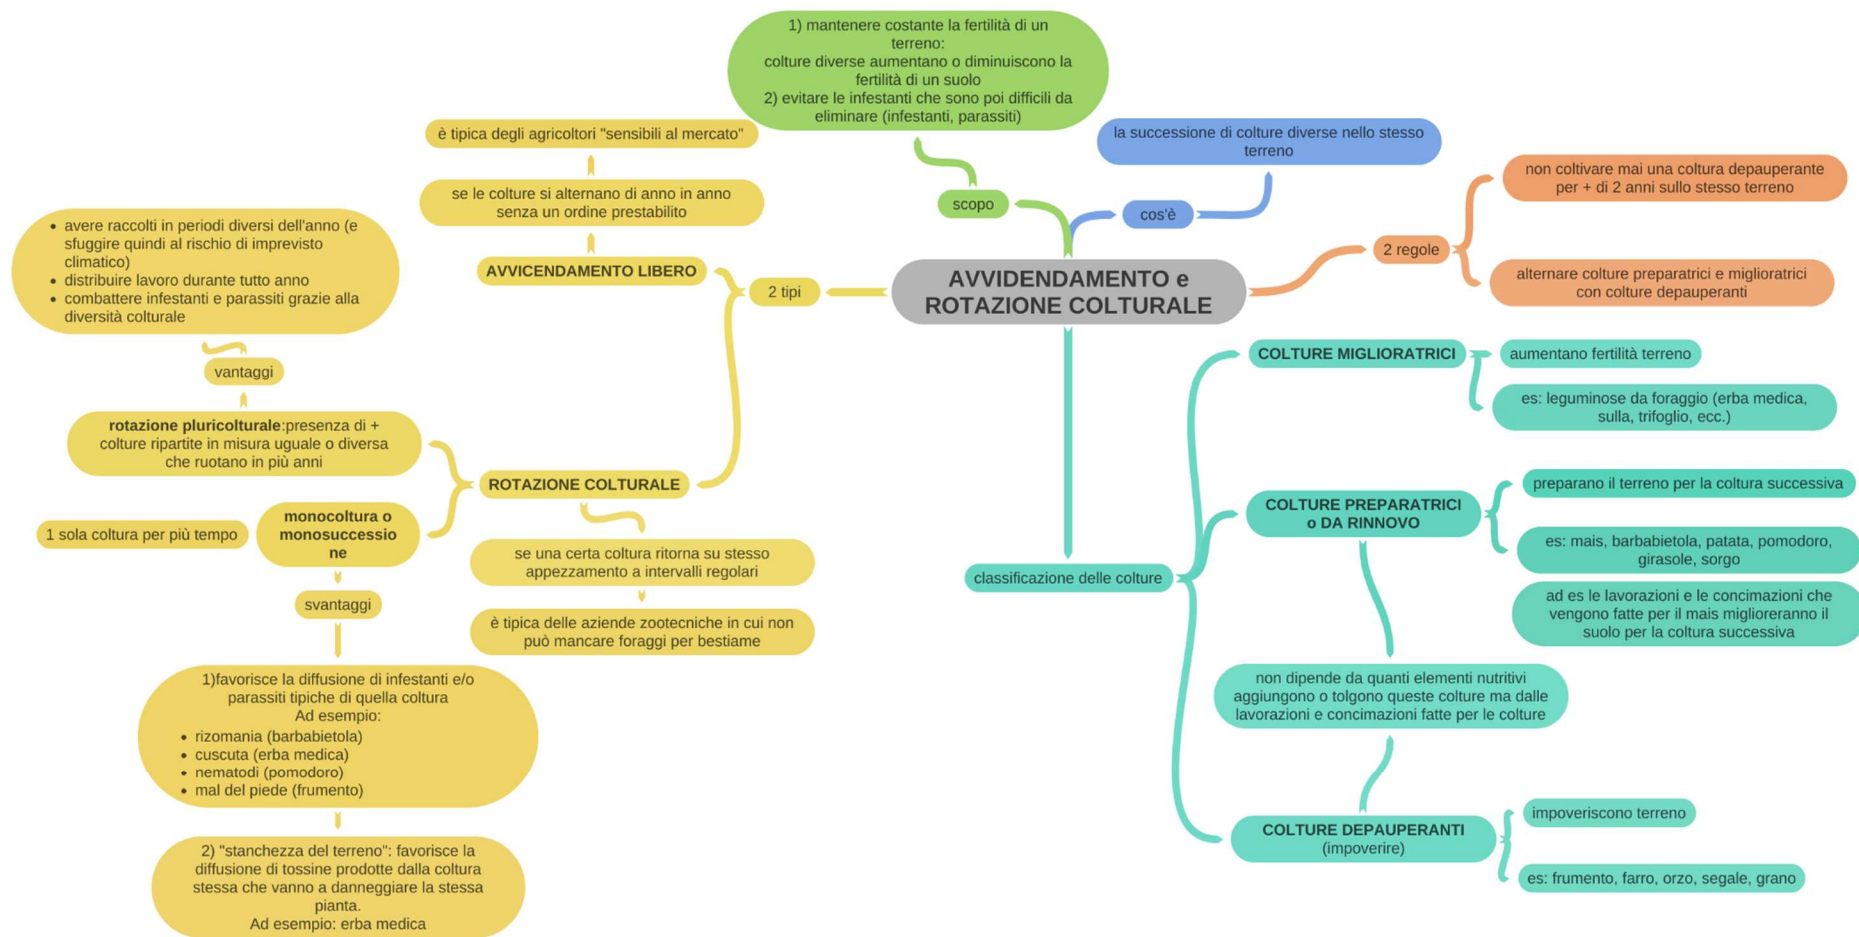 1) mantenere costante la fertilità di un
terreno:
colture diverse aumentano o diminuiscono la
fertilità di un suolo
2) evitare le infestanti che sono poi difficili da
eliminare (infestanti, parassiti)
scopo
la successione di colture diverse nello stesso
terreno
cos'è
AVVIDENDAMENTO e
ROTAZIONE COLTURALE
2 regole
non coltivare mai una coltura depauperante
per + di 2 anni sullo stesso terreno
alternare colture preparatrici e miglioratrici
con colture depauperanti
2 tipi
è tipica degli agricoltori "sensibili al mercato"
se le colture si alternano di anno in anno
senza un ordine prestabilito
AVVICENDAMENTO LIBERO
• avere raccolti in periodi diversi dell'anno (e
sfuggire quindi al rischio di imprevisto
climatico)
• distribuire lavoro durante tutto anno
• combattere infestanti e parassiti grazie alla
diversità colturale
vantaggi
rotazione pluricolturale:presenza di +
colture ripartite in misura uguale o diversa
che ruotano in più anni
ROTAZIONE COLTURALE
1 sola coltura per più tempo
monocoltura o
monosuccessio
ne
se una certa coltura ritorna su stesso
appezzamento a intervalli regolari
è tipica delle aziende zootecniche in cui non
può mancare foraggi per bestiame
svantaggi
1)favorisce la diffusione di infestanti e/o
parassiti tipiche di quella coltura
Ad esempio:
• rizomania (barbabietola)
• cuscuta (erba medica)
• nematodi (pomodoro)
• mal del piede (frumento)
2) "stanchezza del terreno": favorisce la
diffusione di tossine prodotte dalla coltura
stessa che vanno a danneggiare la stessa
pianta.
Ad esempio: erba medica
classificazione delle colture
COLTURE MIGLIORATRICI
aumentano fertilità terreno
es: leguminose da foraggio (erba medica,
sulla, trifoglio, ecc.)
COLTURE PREPARATRICI
o DA RINNOVO
preparano il terreno per la coltura successiva
es: mais, barbabietola, patata, pomodoro,
girasole, sorgo
ad es le lavorazioni e le concimazioni che
vengono fatte per il mais miglioreranno il
suolo per la coltura successiva
non dipende da quanti elementi nutritivi
aggiungono o tolgono queste colture ma dalle
lavorazioni e concimazioni fatte per le colture
COLTURE DEPAUPERANTI
(impoverire)
impoveriscono terreno
es: frumento, farro, orzo, segale, grano